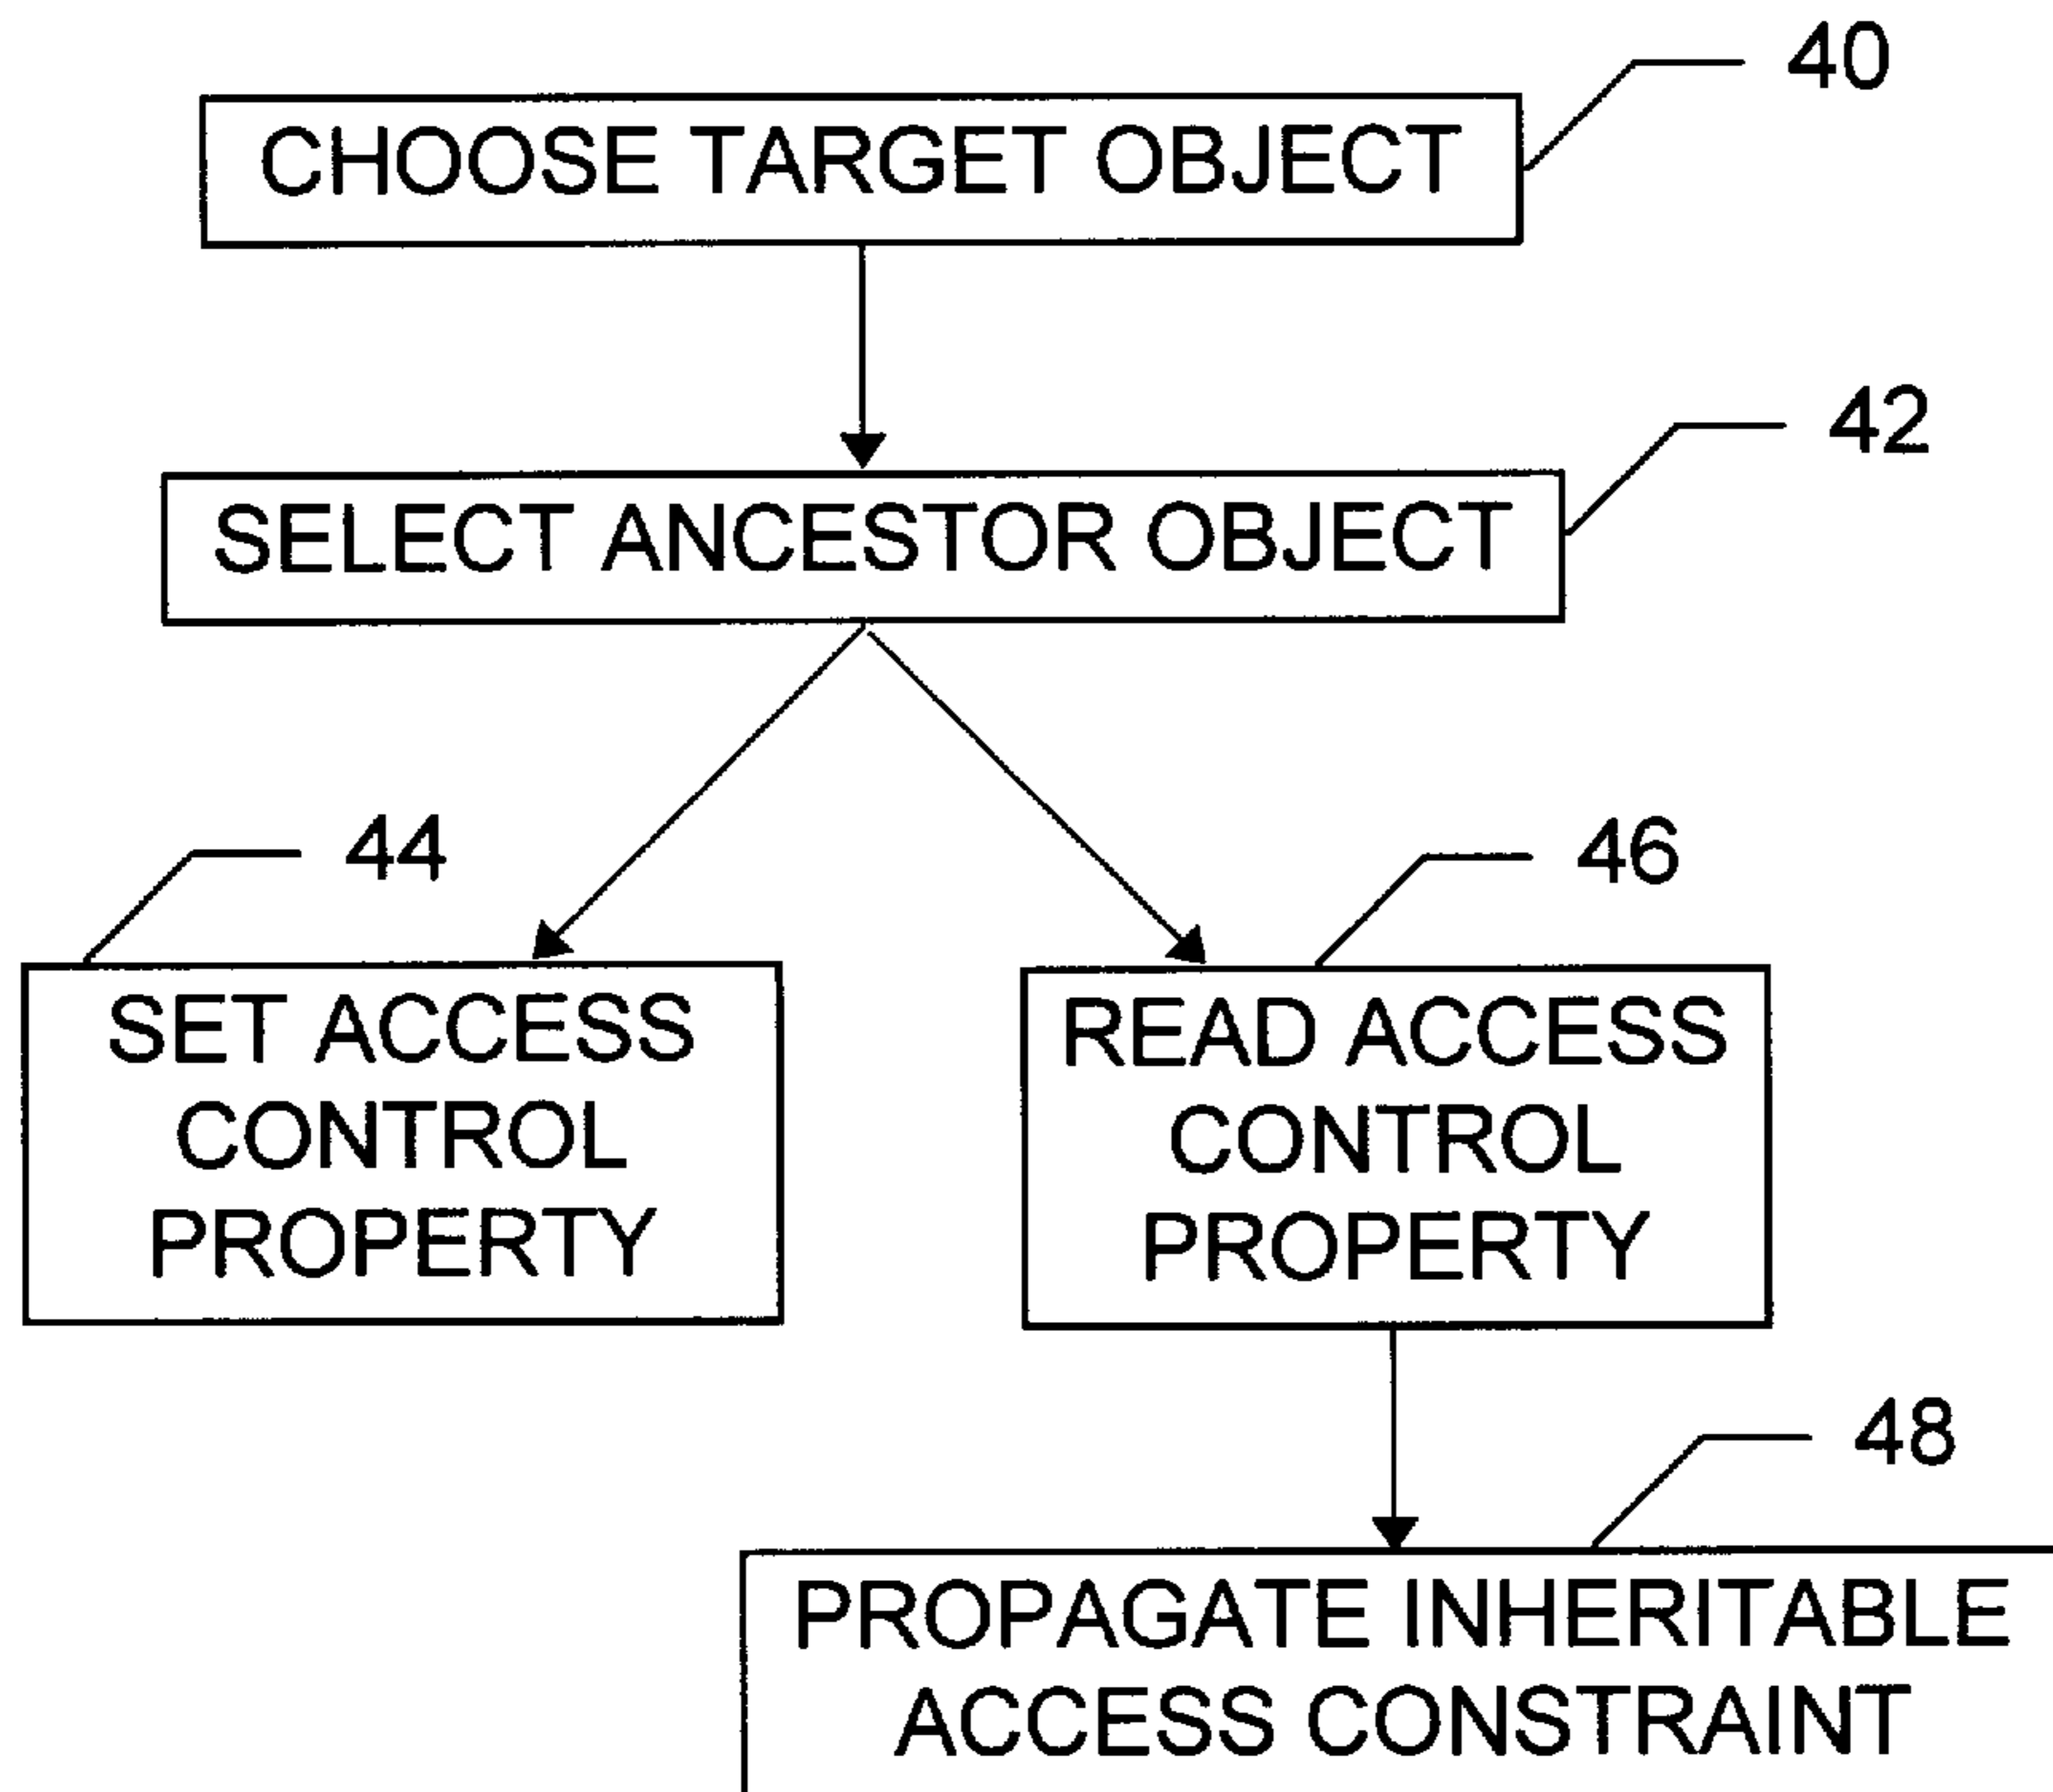 40
CHOOSE TARGET OBJECT
42
SELECT ANCESTOR OBJECT
44
SET ACCESS
CONTROL
PROPERTY
46
READ ACCESS
CONTROL
PROPERTY
48
PROPAGATE INHERITABLE
ACCESS CONSTRAINT